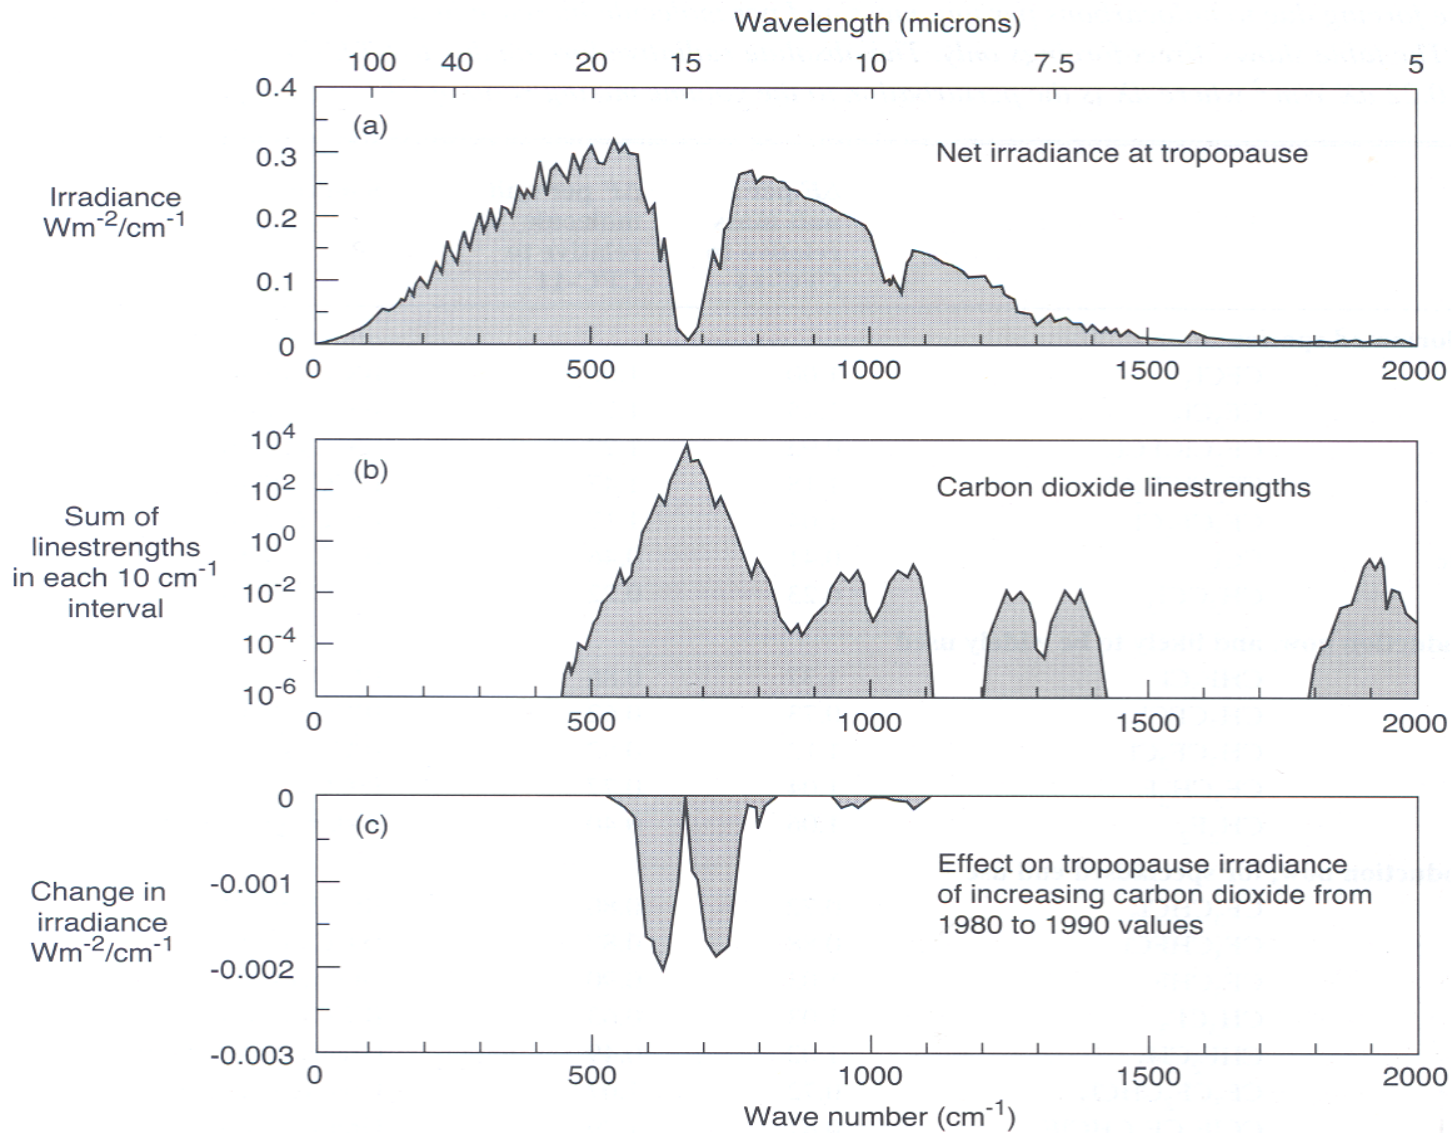 Wavelength (microns)
100 40 20 15 10 7.5 5
0.4
(a)
0.3
Net irradiance at tropopause
Irradiance
Wm-2/cm-1
0.2
0.1
0
0 500 1000 1500 2000
10^4
(b)
10^2
Carbon dioxide linestrengths
Sum of
linestrengths
in each 10 cm-1
interval
10^0
10^-2
10^-4
10^-6
0 500 1000 1500 2000
0
(c)
Effect on tropopause irradiance
of increasing carbon dioxide from
1980 to 1990 values
Change in
irradiance
Wm-2/cm-1
-0.001
-0.002
-0.003
0 500 1000 1500 2000
Wave number (cm-1)